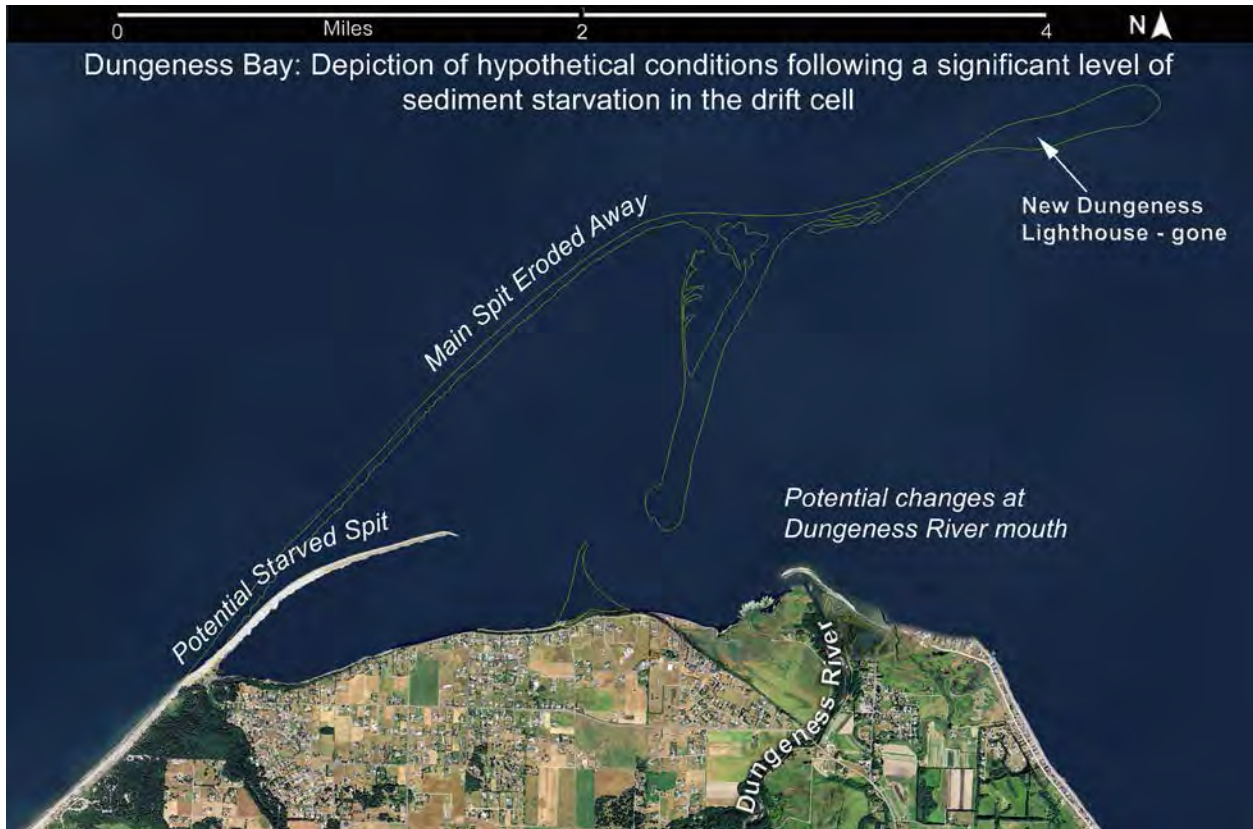 0 Miles 2 4 N
Dungeness Bay: Depiction of hypothetical conditions following a significant level of
sediment starvation in the drift cell
New Dungeness
Lighthouse - gone
Main Spit Eroded Away
Potential changes at
Dungeness River mouth
Potential Starved Spit
Dungeness River